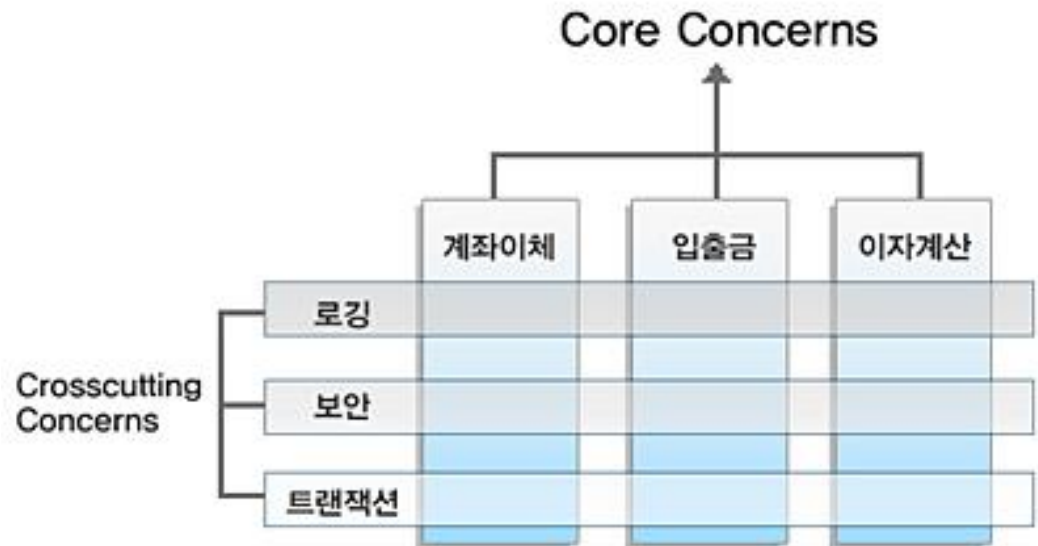 Core Concerns
계좌이체
입출금
이자계산
로깅
보안
트랜잭션
Crosscutting
Concerns